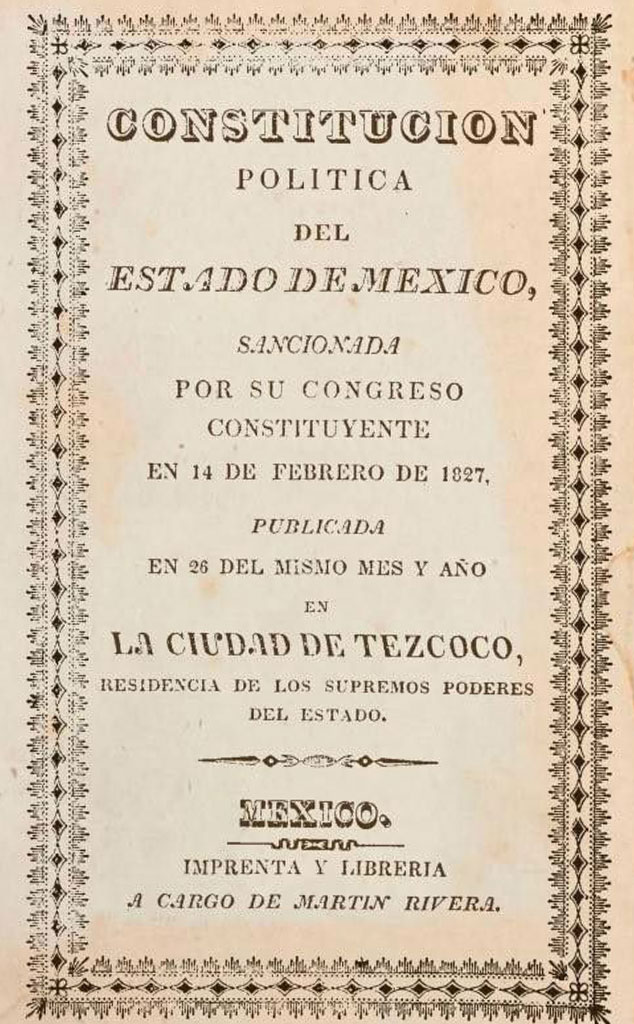 CONSTITUCION
POLITICA
DEL
ESTADO DE MEXICO,
SANCIONADA
POR SU CONGRESO
CONSTITUYENTE
EN 14 DE FEBRERO DE 1827,
PUBLICADA
EN 26 DEL MISMO MES Y AÑO
EN
LA CIUDAD DE TEZCOCO,
RESIDENCIA DE LOS SUPREMOS PODERES
DEL ESTADO.
MEXICO.
IMPRENTA Y LIBRERIA
A CARGO DE MARTIN RIVERA.